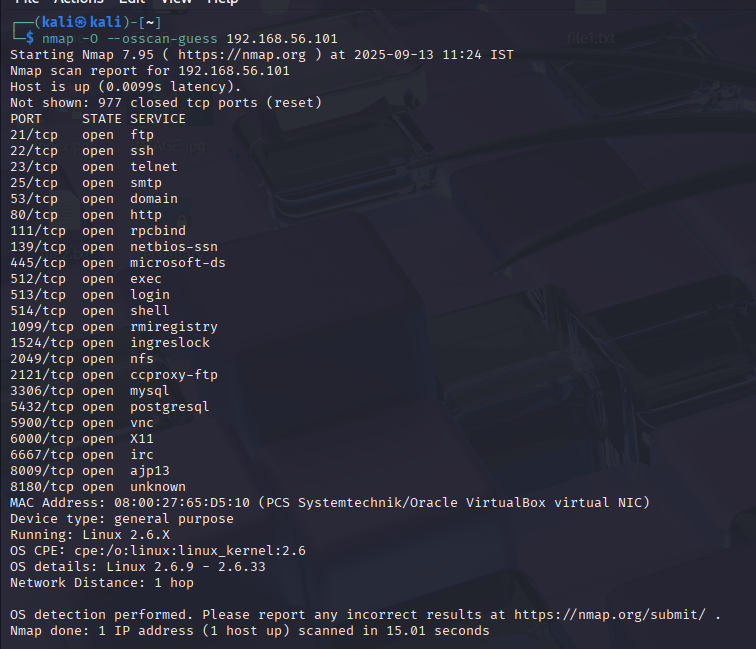 File Actions Edit View Help
┌──(kali㉿kali)-[~]
└─$ nmap -O --osscan-guess 192.168.56.101
Starting Nmap 7.95 ( https://nmap.org ) at 2025-09-13 11:24 IST
Nmap scan report for 192.168.56.101
Host is up (0.0099s latency).
Not shown: 977 closed tcp ports (reset)
PORT     STATE SERVICE
21/tcp   open  ftp
22/tcp   open  ssh
23/tcp   open  telnet
25/tcp   open  smtp
53/tcp   open  domain
80/tcp   open  http
111/tcp  open  rpcbind
139/tcp  open  netbios-ssn
445/tcp  open  microsoft-ds
512/tcp  open  exec
513/tcp  open  login
514/tcp  open  shell
1099/tcp open  rmiregistry
1524/tcp open  ingreslock
2049/tcp open  nfs
2121/tcp open  ccproxy-ftp
3306/tcp open  mysql
5432/tcp open  postgresql
5900/tcp open  vnc
6000/tcp open  X11
6667/tcp open  irc
8009/tcp open  ajp13
8180/tcp open  unknown
MAC Address: 08:00:27:65:D5:10 (PCS Systemtechnik/Oracle VirtualBox virtual NIC)
Device type: general purpose
Running: Linux 2.6.X
OS CPE: cpe:/o:linux:linux_kernel:2.6
OS details: Linux 2.6.9 - 2.6.33
Network Distance: 1 hop
OS detection performed. Please report any incorrect results at https://nmap.org/submit/ .
Nmap done: 1 IP address (1 host up) scanned in 15.01 seconds